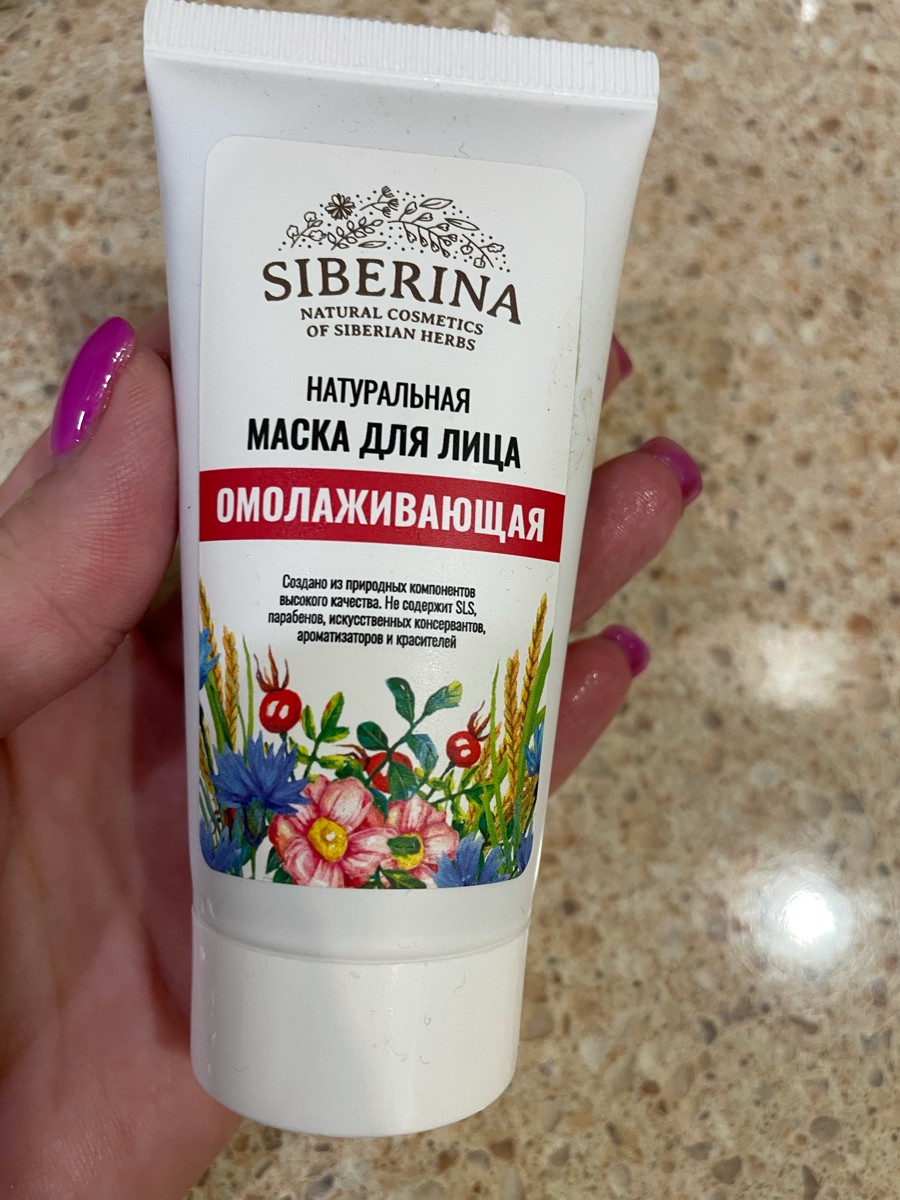 SIBERINA
NATURAL COSMETICS
OF SIBERIAN HERBS
НАТУРАЛЬНАЯ
МАСКА ДЛЯ ЛИЦА
ОМОЛАЖИВАЮЩАЯ
Создано из природных компонентов
высокого качества. Не содержит SLS,
парабенов, искусственных консервантов,
ароматизаторов и красителей